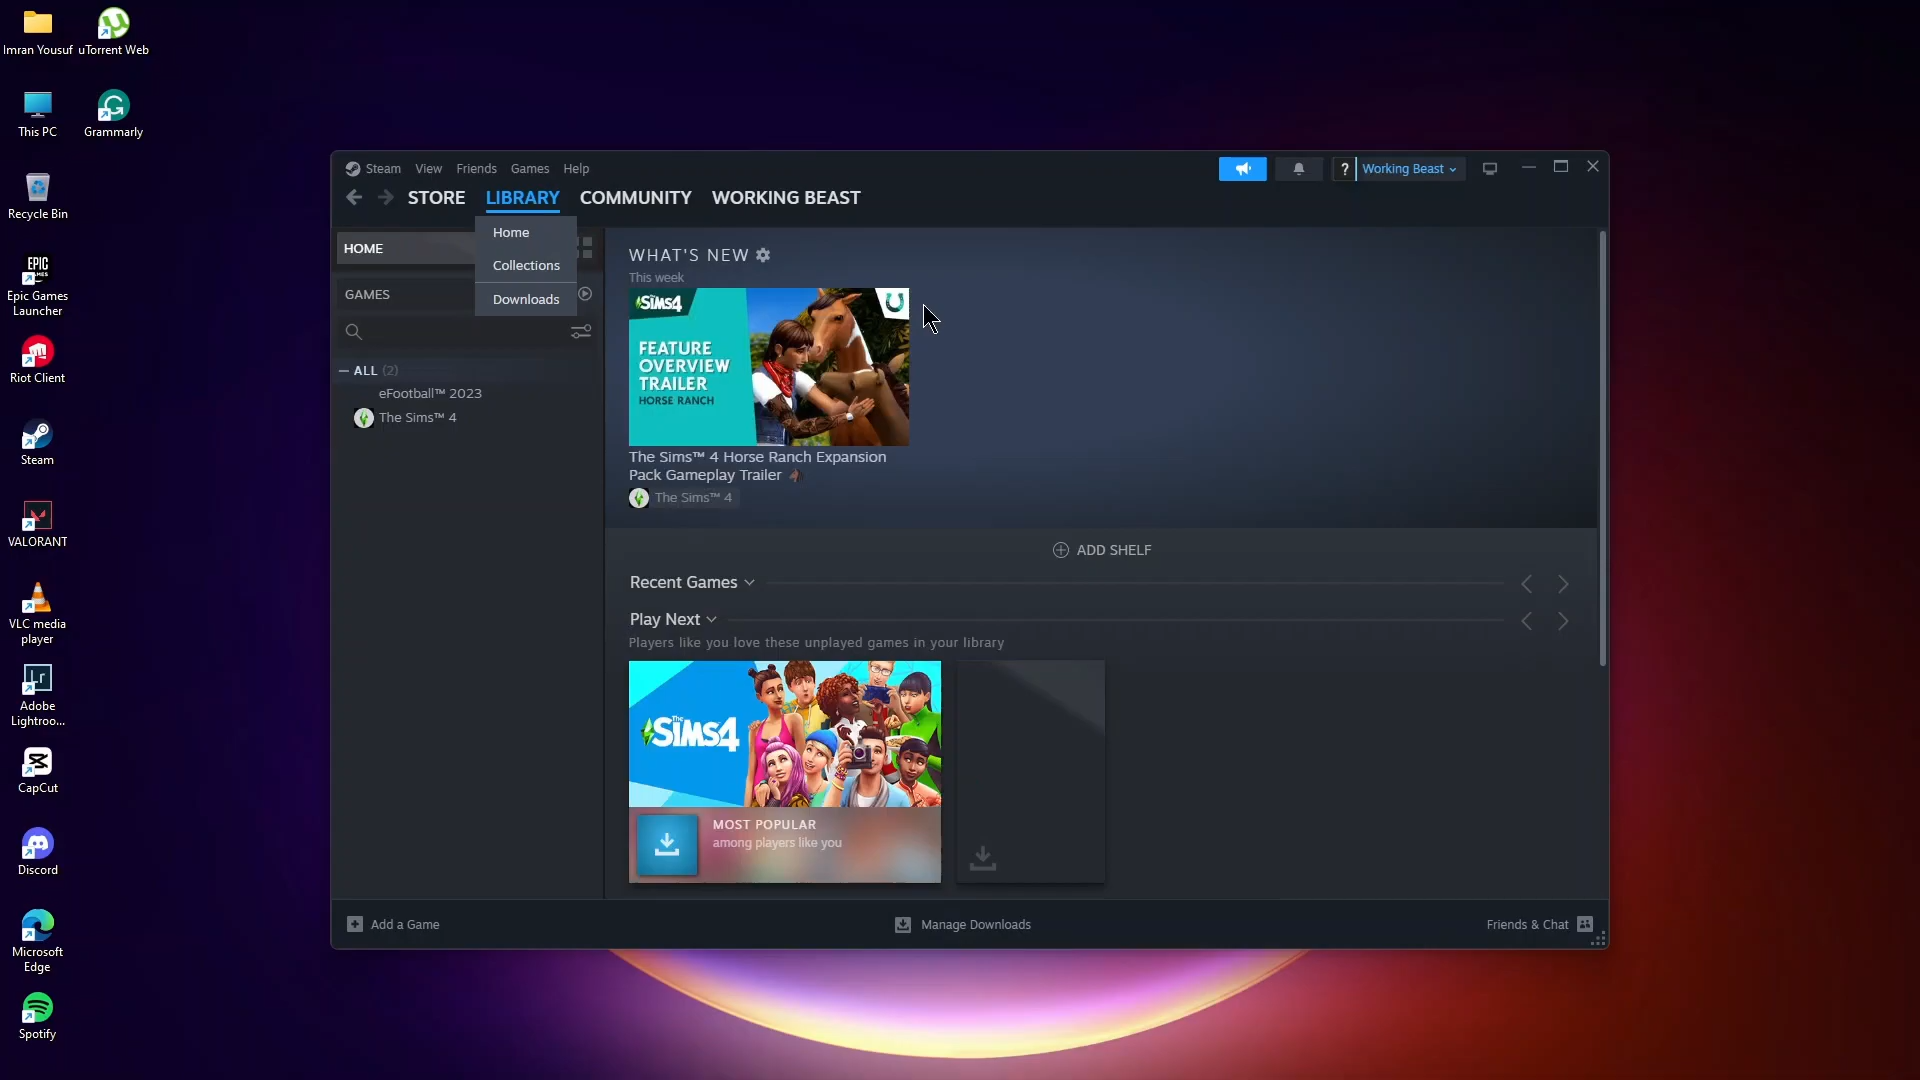 Imran Yousuf
uTorrent Web
This PC
Grammarly
Recycle Bin
EPIC
GAMES
Epic Games
Launcher
Riot Client
Steam
VALORANT
VLC media
player
Lr
Adobe
Lightroo...
CapCut
Discord
Microsoft
Edge
Spotify
Steam View Friends Games Help
? Working Beast
STORE LIBRARY COMMUNITY WORKING BEAST
Home
Collections
Downloads
HOME
GAMES
ALL (2)
eFootball™ 2023
The Sims™ 4
WHAT'S NEW
This week
The SIMS4
FEATURE
OVERVIEW
TRAILER
HORSE RANCH
The Sims™ 4 Horse Ranch Expansion
Pack Gameplay Trailer 🐴
The Sims™ 4
ADD SHELF
Recent Games
Play Next
Players like you love these unplayed games in your library
The SIMS4
MOST POPULAR
among players like you
Add a Game
Manage Downloads
Friends & Chat